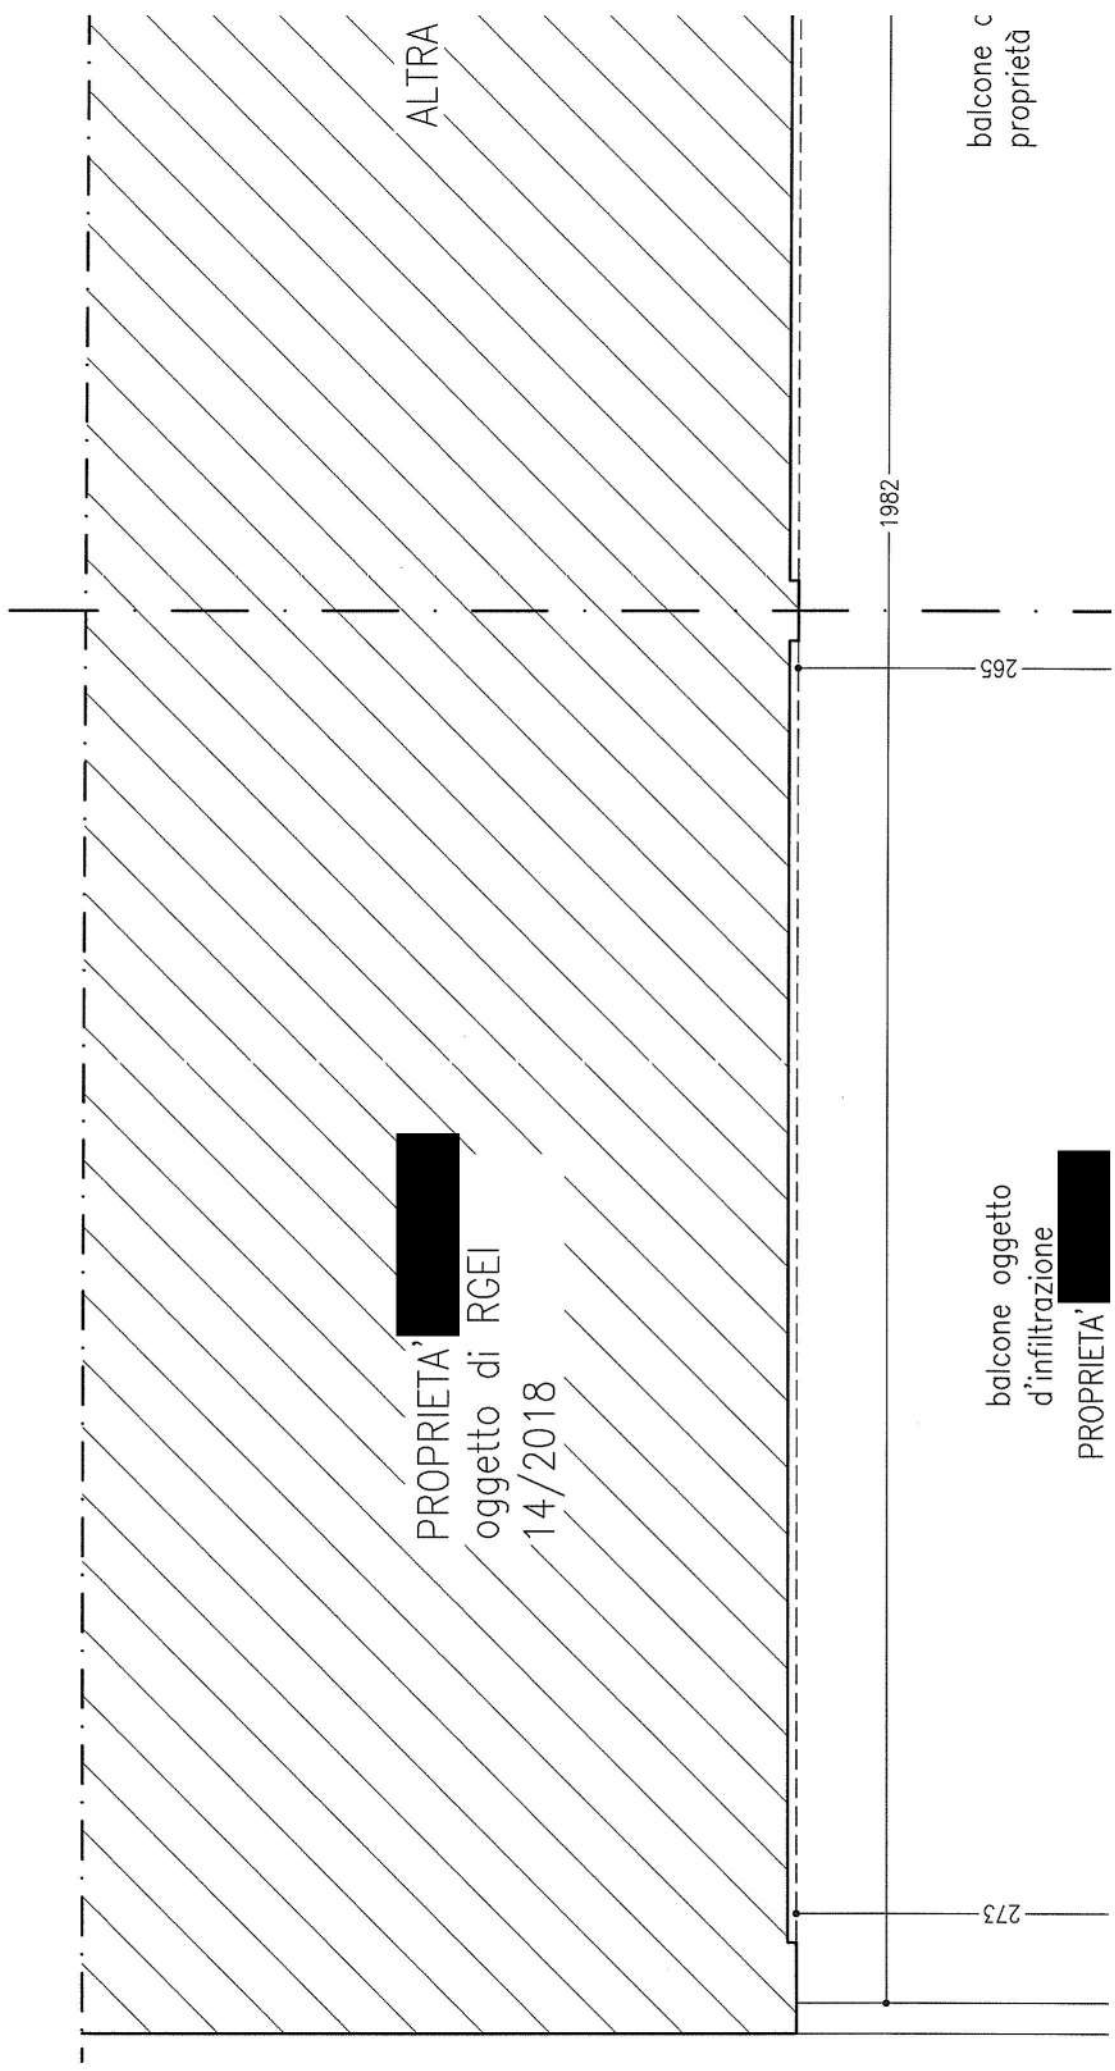 PROPRIETA'
oggetto di RGEI
14/2018
ALTRA
1982
273
265
balcone oggetto
d'infiltrazione
PROPRIETA'
balcone
proprietà